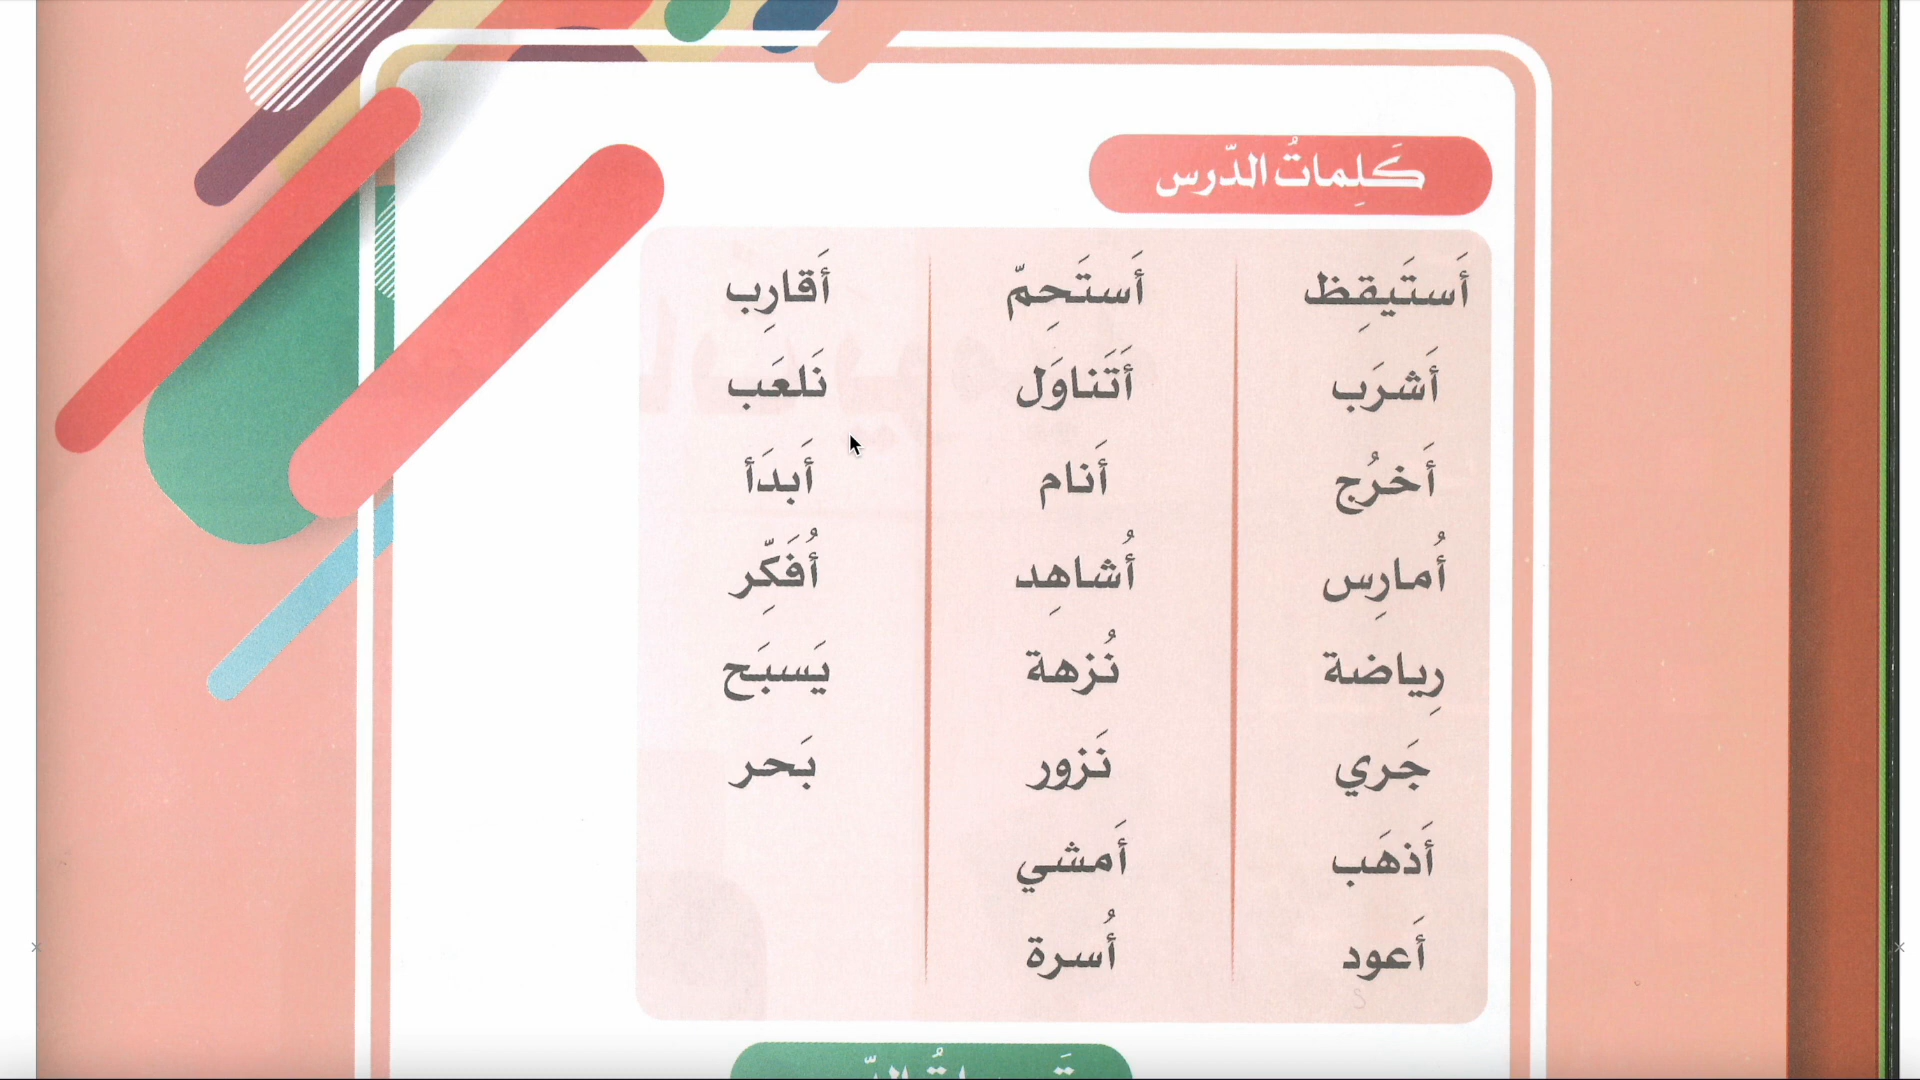 كَلِماتُ الدّرس
أَستَيقِظ
أَشرَب
أَخرُج
أُمارِس
رِياضة
جَري
أَذهَب
أَعود
أَستَحِمّ
أَتَناوَل
أَنام
أُشاهِد
نُزهة
نَزور
أَمشي
أُسرة
أَقارِب
نَلعَب
أَبدَأ
أُفَكِّر
يَسبَح
بَحر